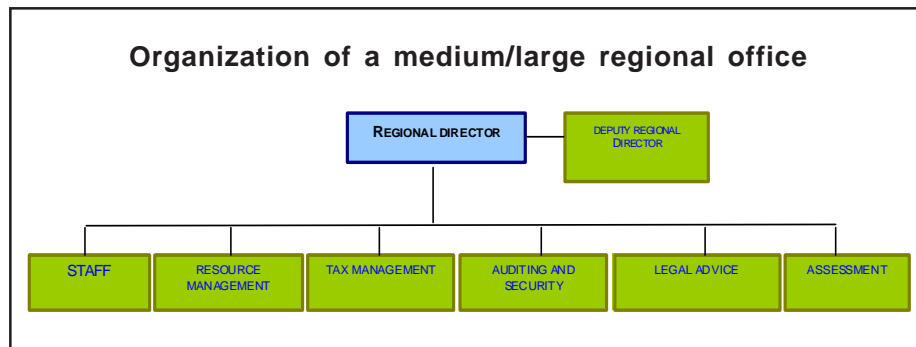 Organization of a medium/large regional office
REGIONAL DIRECTOR
DEPUTY REGIONAL
Director
STAFF
RESOURCE
MANAGEMENT
TAX MANAGEMENT
AUDITING AND
SECURITY
LEGAL ADVICE
ASSESSMENT